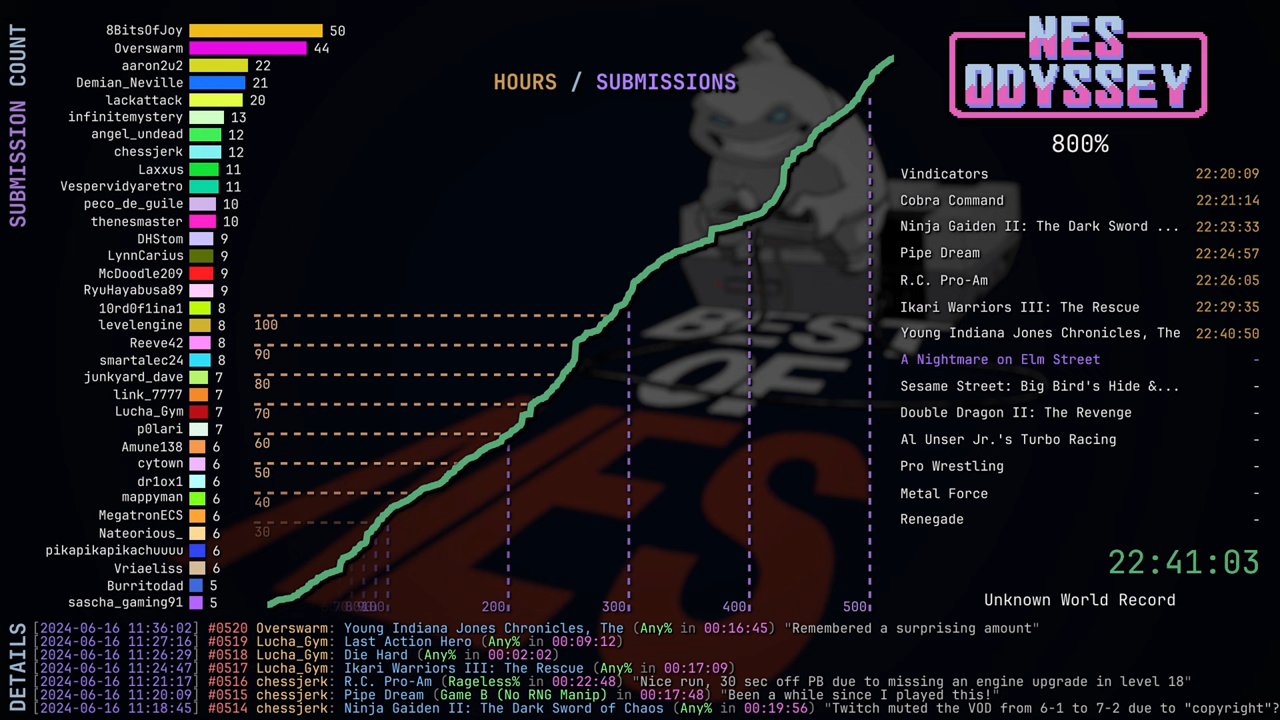 SUBMISSION COUNT
8BitsOfJoy 50
Overswarm 44
aaron2u2 22
Demian_Neville 21
lackattack 20
infinitemystery 13
angel_undead 12
chessjerk 12
Laxxus 11
Vespervidyaretro 11
peco_de_guile 10
thenesmaster 10
DHStom 9
LynnCarius 9
McDoodle209 9
RyuHayabusa89 9
10rd0f1ina1 8
levelengine 8
Reeve42 8
smartalec24 8
junkyard_dave 7
link_7777 7
Lucha_Gym 7
p0lari 7
Amune138 6
cytown 6
dr1ox1 6
mappyman 6
MegatronECS 6
Nateorious_ 6
pikapikapikachuuuu 6
Vriaeliss 6
Burritodad 5
sascha_gaming91 5
HOURS / SUBMISSIONS
100
90
80
70
60
50
40
30
200
300
400
500
BEST
OF
NES
NES
ODYSSEY
800%
Vindicators 22:20:09
Cobra Command 22:21:14
Ninja Gaiden II: The Dark Sword ... 22:23:33
Pipe Dream 22:24:57
R.C. Pro-Am 22:26:05
Ikari Warriors III: The Rescue 22:29:35
Young Indiana Jones Chronicles, The 22:40:50
A Nightmare on Elm Street -
Sesame Street: Big Bird's Hide &... -
Double Dragon II: The Revenge -
Al Unser Jr.'s Turbo Racing -
Pro Wrestling -
Metal Force -
Renegade -
22:41:03
Unknown World Record
DETAILS
[2024-06-16 11:36:02] #0520 Overswarm: Young Indiana Jones Chronicles, The (Any% in 00:16:45) "Remembered a surprising amount"
[2024-06-16 11:27:16] #0519 Lucha_Gym: Last Action Hero (Any% in 00:09:12)
[2024-06-16 11:26:29] #0518 Lucha_Gym: Die Hard (Any% in 00:02:02)
[2024-06-16 11:24:47] #0517 Lucha_Gym: Ikari Warriors III: The Rescue (Any% in 00:17:09)
[2024-06-16 11:21:16] #0516 chessjerk: R.C. Pro-Am (Rageless% in 00:22:48) "Nice run, 30 sec off PB due to missing an engine upgrade in level 18"
[2024-06-16 11:20:09] #0515 chessjerk: Pipe Dream (Game B (No RNG Manip) in 00:17:48) "Been a while since I played this!"
[2024-06-16 11:18:45] #0514 chessjerk: Ninja Gaiden II: The Dark Sword of Chaos (Any% in 00:19:56) "Twitch muted the VOD from 6-1 to 7-2 due to "copyright"?